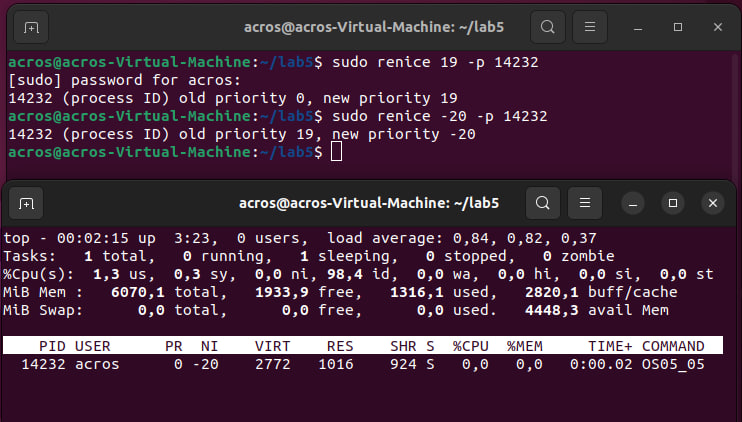 acros@acros-Virtual-Machine: ~/lab5
acros@acros-Virtual-Machine:~/lab5$ sudo renice 19 -p 14232
[sudo] password for acros:
14232 (process ID) old priority 0, new priority 19
acros@acros-Virtual-Machine:~/lab5$ sudo renice -20 -p 14232
14232 (process ID) old priority 19, new priority -20
acros@acros-Virtual-Machine:~/lab5$
acros@acros-Virtual-Machine: ~/lab5
top - 00:02:15 up  3:23,  0 users,  load average: 0,84, 0,82, 0,37
Tasks:   1 total,   0 running,   1 sleeping,   0 stopped,   0 zombie
%Cpu(s):  1,3 us,  0,3 sy,  0,0 ni, 98,4 id,  0,0 wa,  0,0 hi,  0,0 si,  0,0 st
MiB Mem :   6070,1 total,   1933,9 free,   1316,1 used,   2820,1 buff/cache
MiB Swap:      0,0 total,      0,0 free,      0,0 used.   4448,3 avail Mem
PID USER      PR  NI    VIRT    RES    SHR S  %CPU  %MEM     TIME+ COMMAND
14232 acros      0 -20    2772   1016    924 S   0,0   0,0   0:00.02 OS05_05